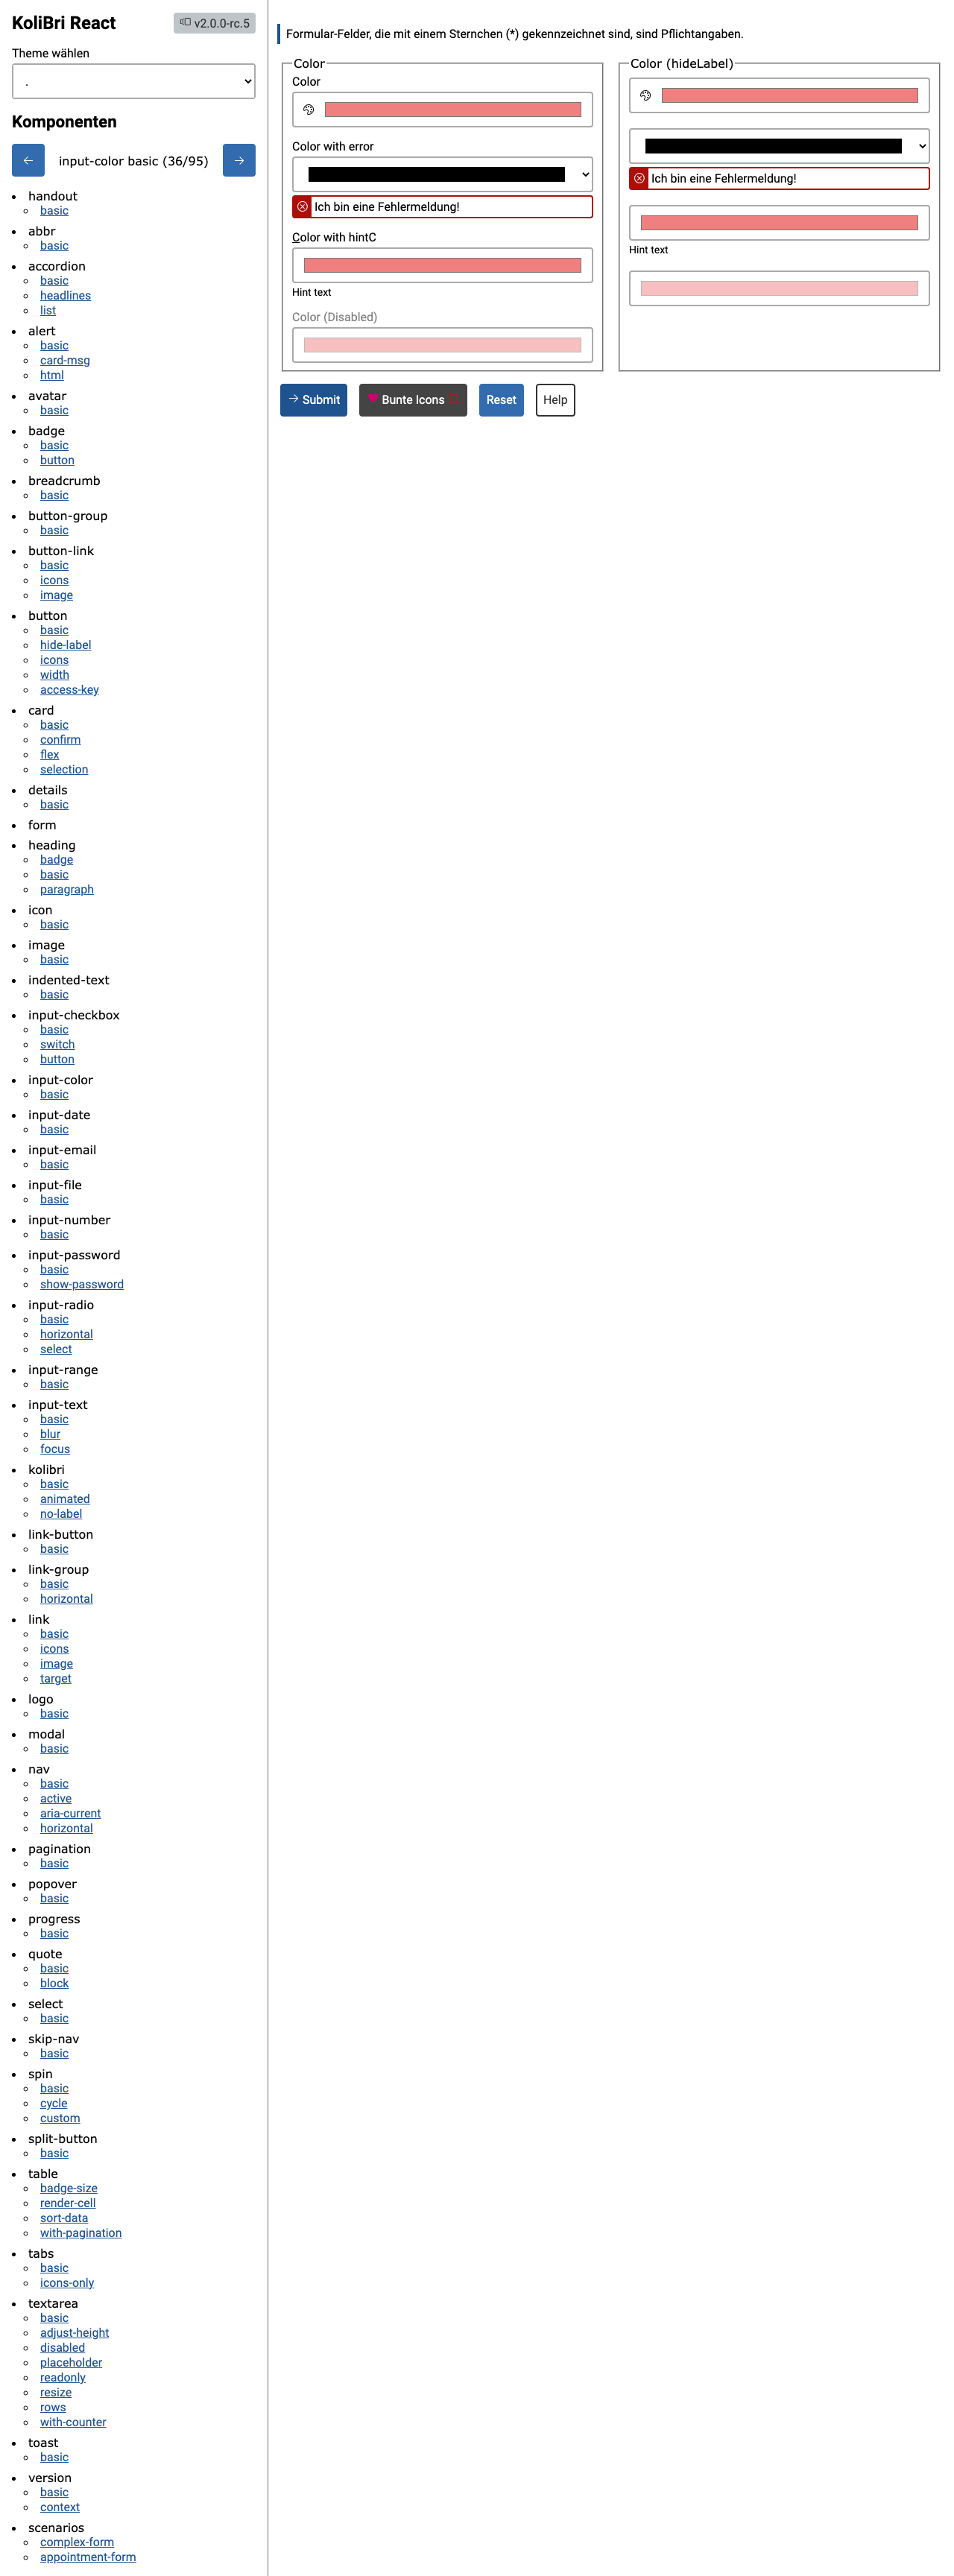 KoliBri React
v2.0.0-rc.5
Theme wählen
.
Komponenten
input-color basic (36/95)
handout
basic
abbr
basic
accordion
basic
headlines
list
alert
basic
card-msg
html
avatar
basic
badge
basic
button
breadcrumb
basic
button-group
basic
button-link
basic
icons
image
button
basic
hide-label
icons
width
access-key
card
basic
confirm
flex
selection
details
basic
form
heading
badge
basic
paragraph
icon
basic
image
basic
indented-text
basic
input-checkbox
basic
switch
button
input-color
basic
input-date
basic
input-email
basic
input-file
basic
input-number
basic
input-password
basic
show-password
input-radio
basic
horizontal
select
input-range
basic
input-text
basic
blur
focus
kolibri
basic
animated
no-label
link-button
basic
link-group
basic
horizontal
link
basic
icons
image
target
logo
basic
modal
basic
nav
basic
active
aria-current
horizontal
pagination
basic
popover
basic
progress
basic
quote
basic
block
select
basic
skip-nav
basic
spin
basic
cycle
custom
split-button
basic
table
badge-size
render-cell
sort-data
with-pagination
tabs
basic
icons-only
textarea
basic
adjust-height
disabled
placeholder
readonly
resize
rows
with-counter
toast
basic
version
basic
context
scenarios
complex-form
appointment-form
Formular-Felder, die mit einem Sternchen (*) gekennzeichnet sind, sind Pflichtangaben.
Color
Color
Color with error
Ich bin eine Fehlermeldung!
Color with hintC
Hint text
Color (Disabled)
Color (hideLabel)
Ich bin eine Fehlermeldung!
Hint text
Submit
Bunte Icons
Reset
Help